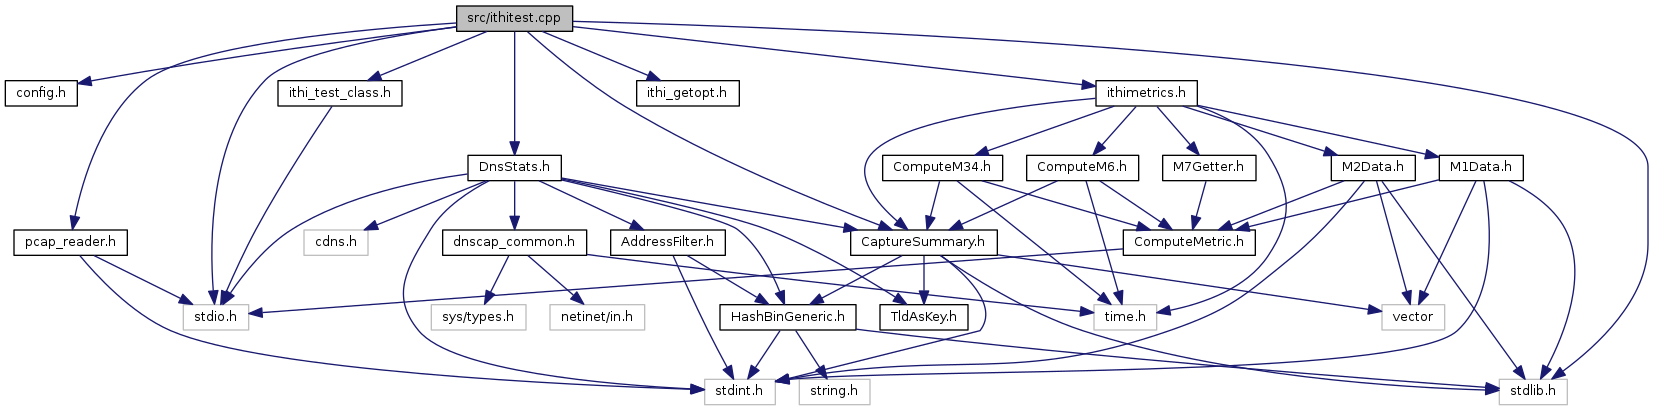 src/ithitest.cpp
config.h
ithi_test_class.h
ithi_getopt.h
ithimetrics.h
DnsStats.h
ComputeM34.h
ComputeM6.h
M7Getter.h
M2Data.h
M1Data.h
pcap_reader.h
cdns.h
dnscap_common.h
AddressFilter.h
CaptureSummary.h
ComputeMetric.h
stdio.h
sys/types.h
netinet/in.h
HashBinGeneric.h
TldAsKey.h
time.h
vector
stdint.h
string.h
stdlib.h